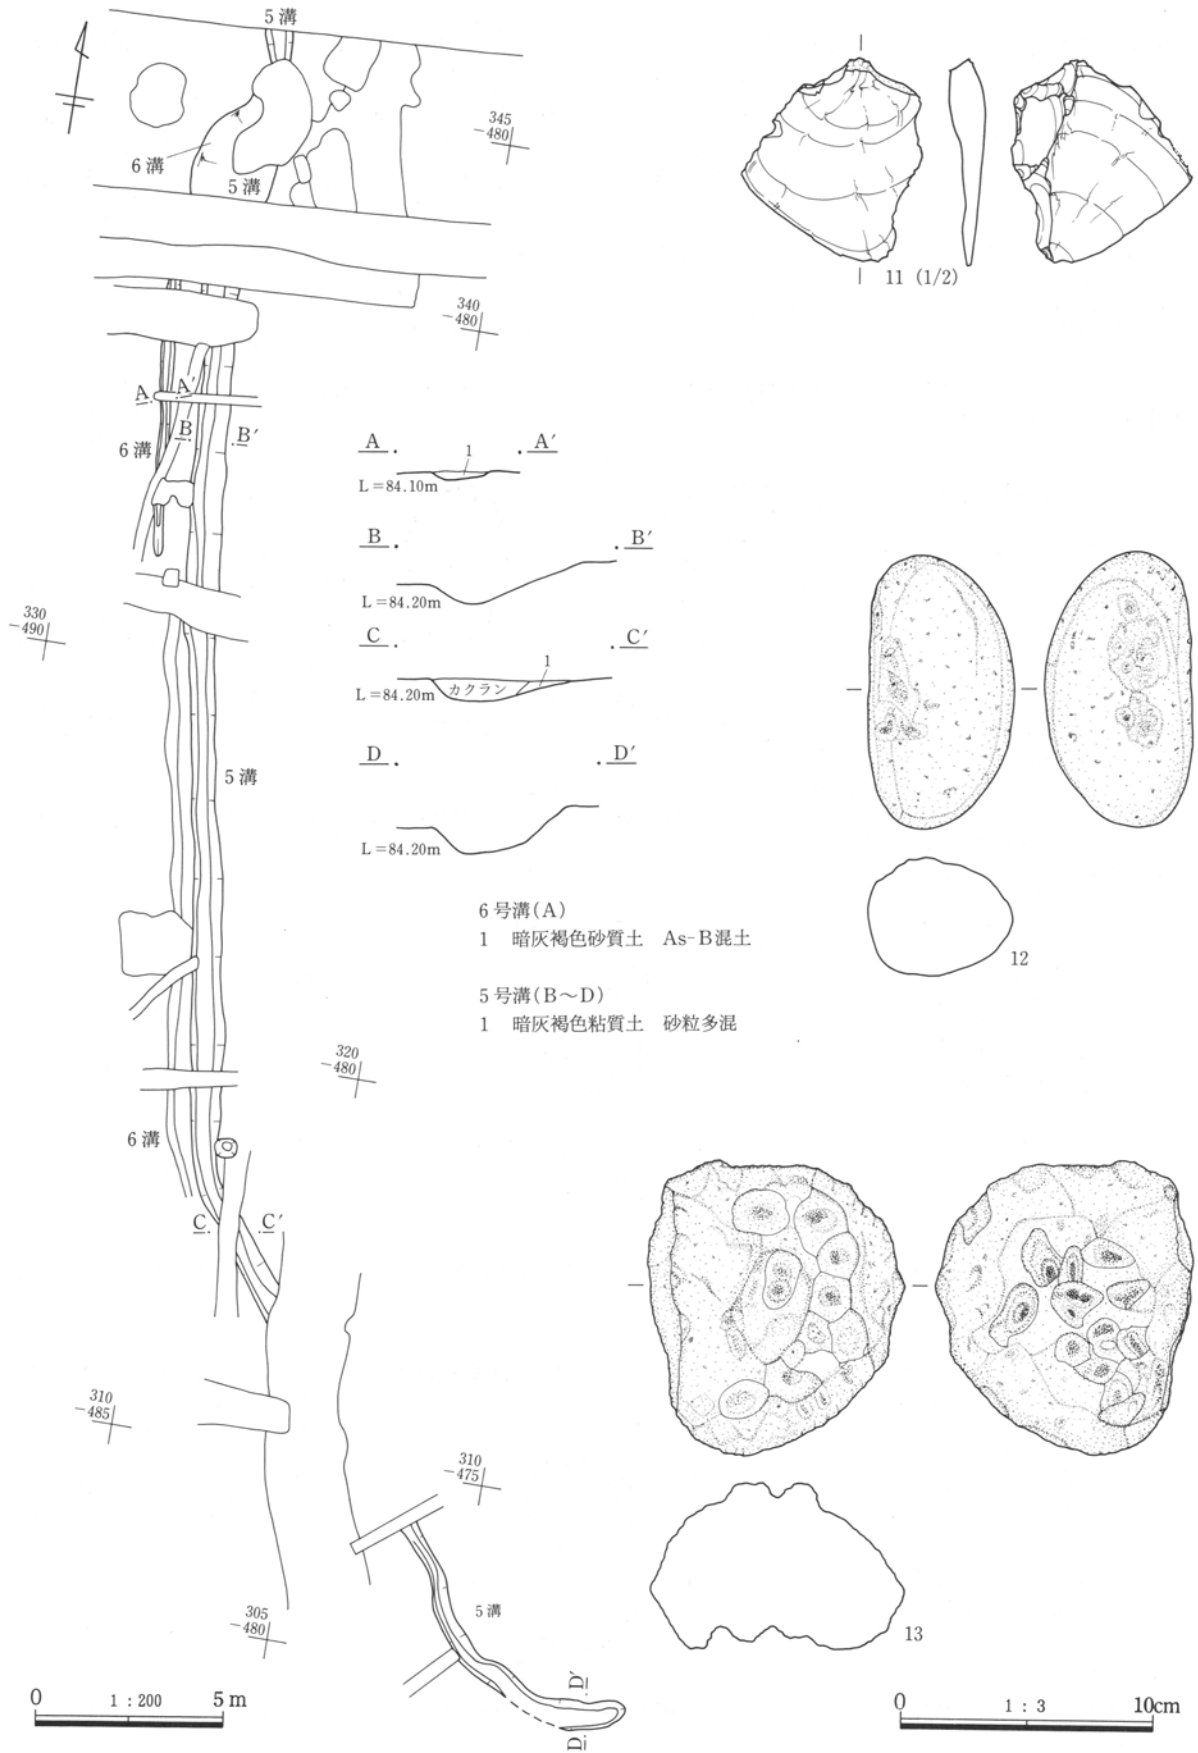 5溝
345
-480
6溝
5溝
11 (1/2)
340
-480
A
A′
B
B′
6溝
A
A′
1
L=84.10m
B
B′
L=84.20m
330
-490
C
C′
1
カクラン
L=84.20m
D
D′
L=84.20m
5溝
6号溝(A)
1 暗灰褐色砂質土 As-B混土
12
5号溝(B～D)
1 暗灰褐色粘質土 砂粒多混
320
-480
6溝
C
C′
310
-485
310
-475
5溝
305
-480
13
D′
D
0 1:200 5m
0 1:3 10cm